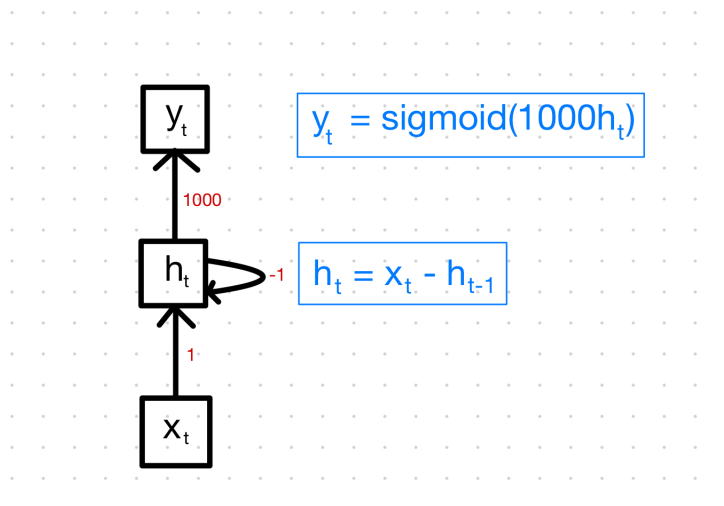 yₜ
yₜ = sigmoid(1000hₜ)
1000
hₜ
-1
hₜ = xₜ - hₜ₋₁
1
xₜ